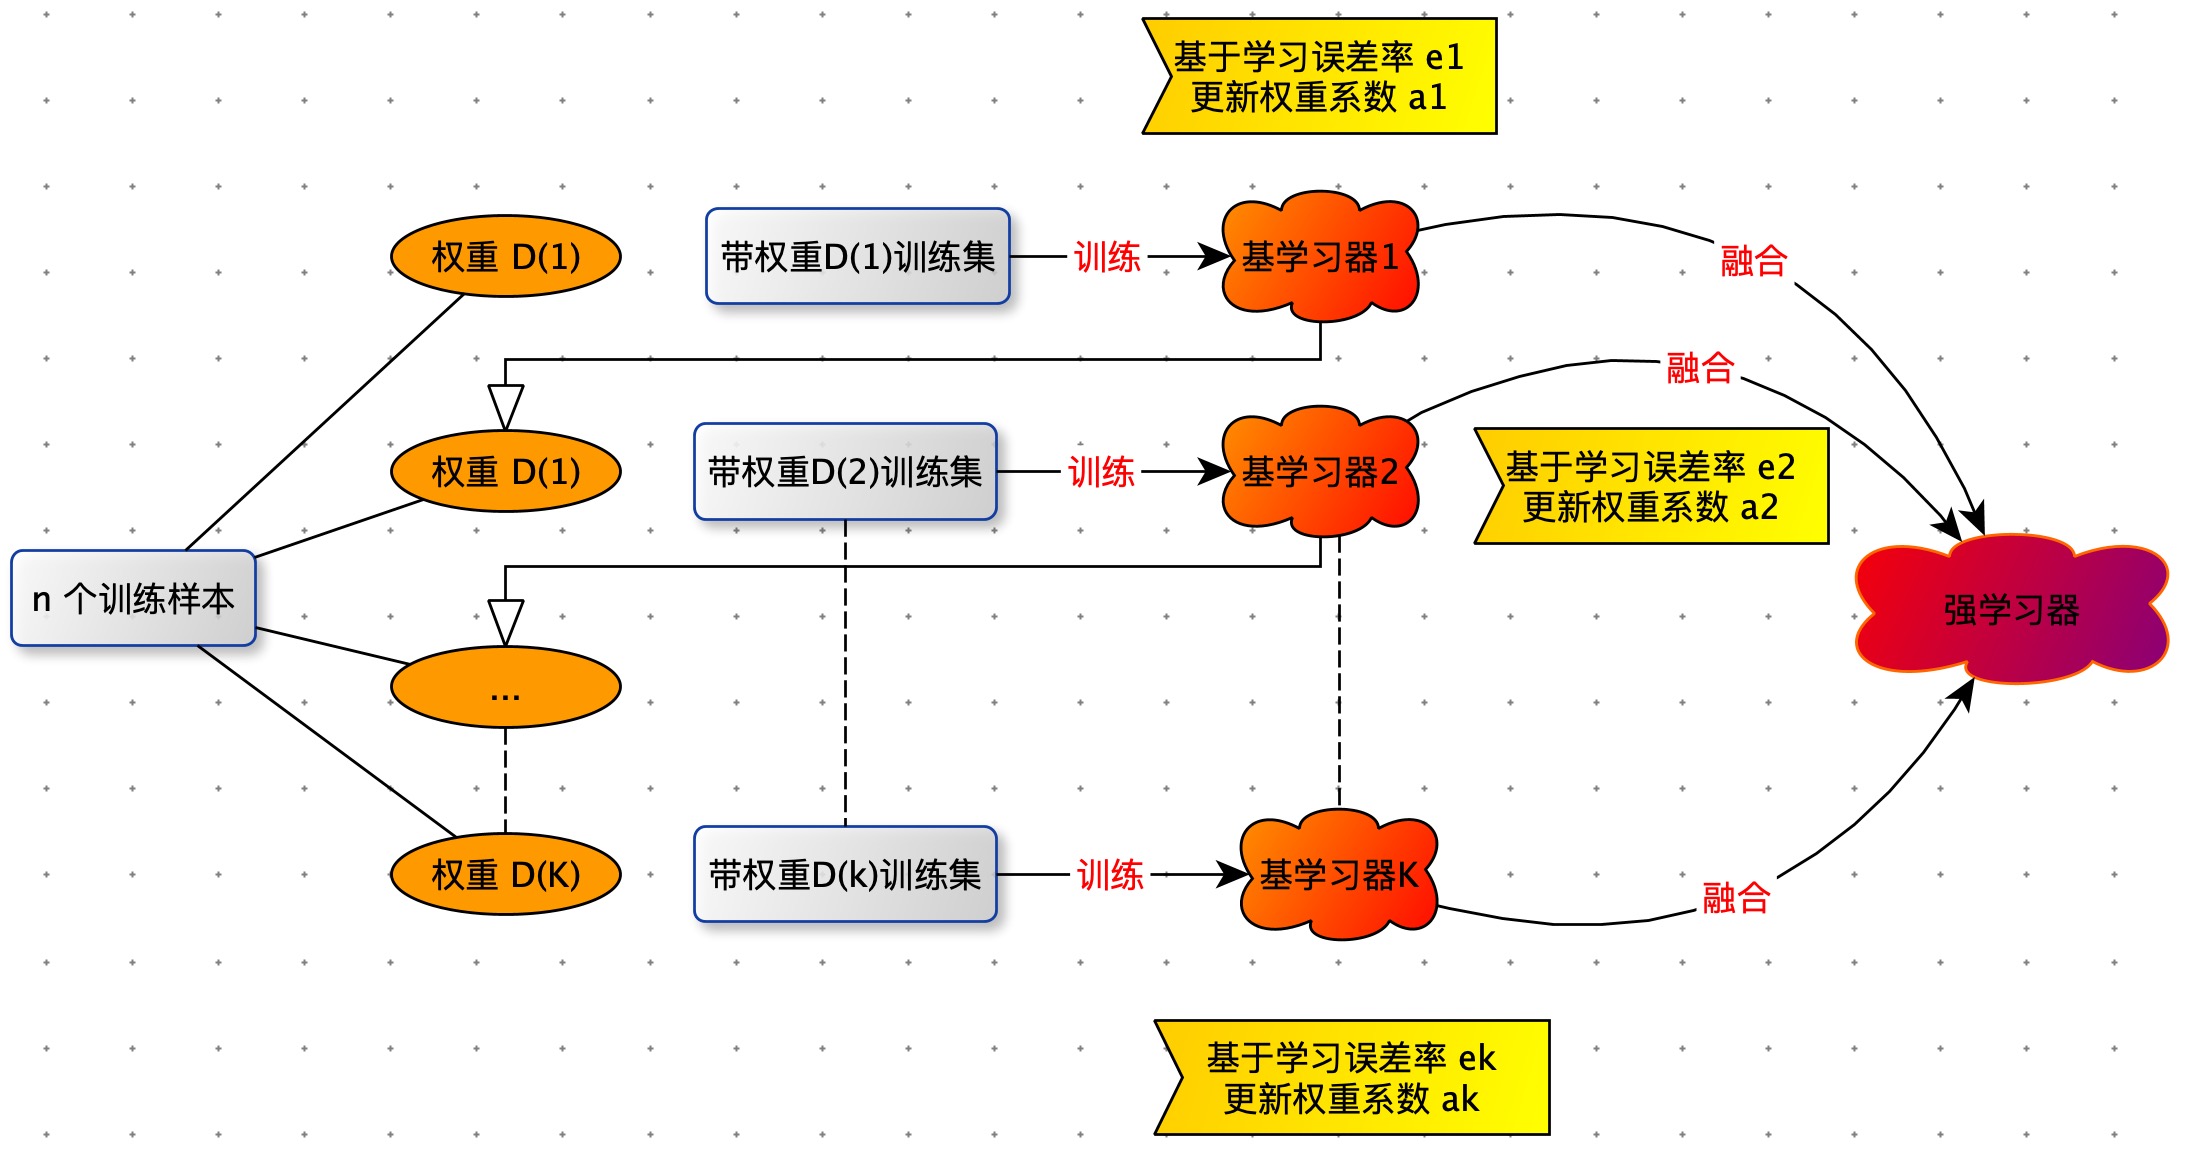 基于学习误差率 e1
更新权重系数 a1
权重 D(1)
带权重D(1)训练集
训练
基学习器1
融合
融合
权重 D(1)
带权重D(2)训练集
训练
基学习器2
基于学习误差率 e2
更新权重系数 a2
n 个训练样本
强学习器
...
权重 D(K)
带权重D(k)训练集
训练
基学习器K
融合
基于学习误差率 ek
更新权重系数 ak